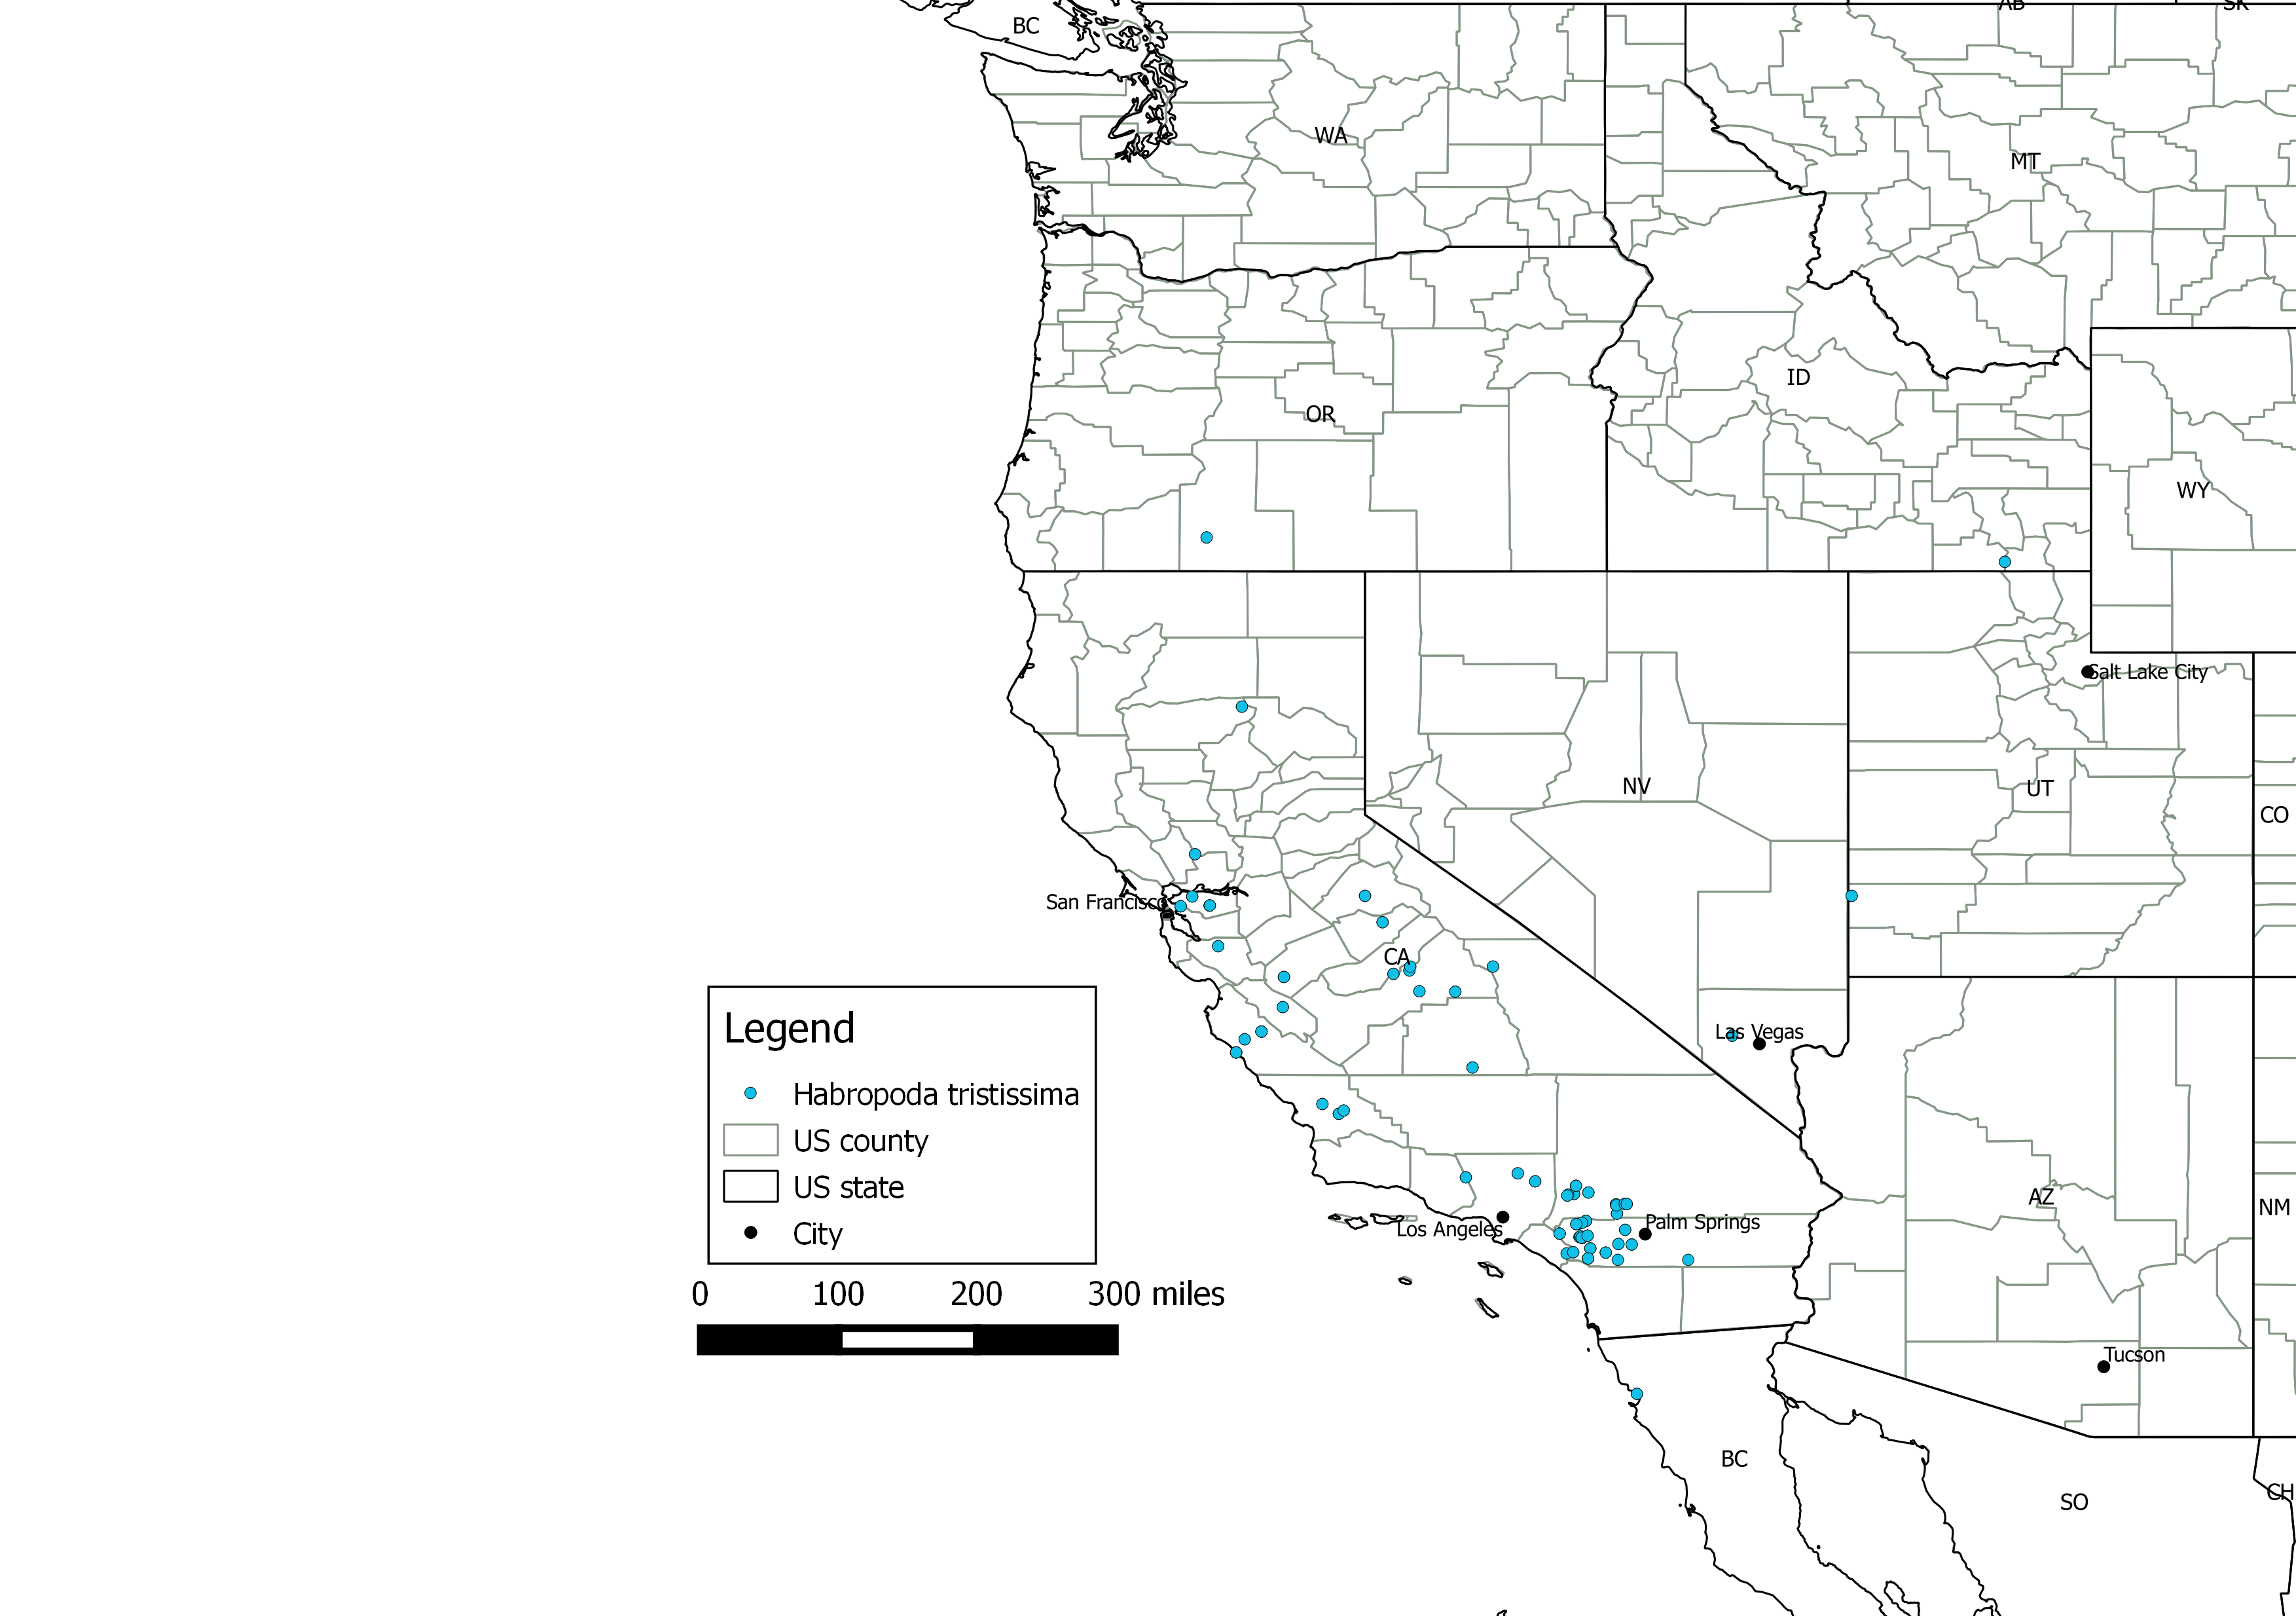 AB
SK
BC
WA
MT
ID
OR
WY
Salt Lake City
NV
UT
CO
San Francisco
CA
Las Vegas
Legend
Habropoda tristissima
US county
US state
City
0 100 200 300 miles
AZ
NM
Palm Springs
Los Angeles
Tucson
BC
SO
CH